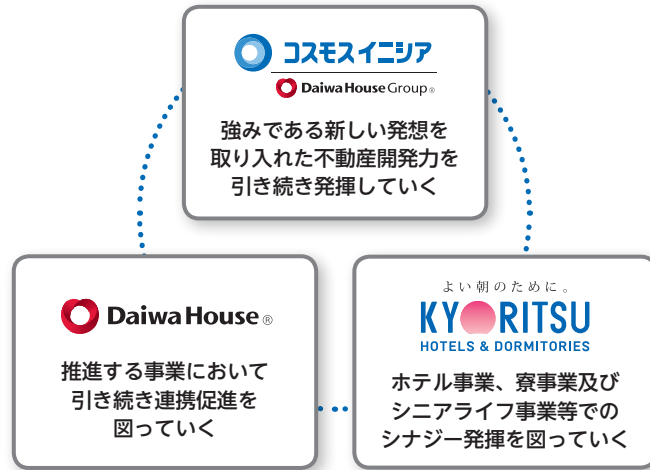 コスモスイニシア
Daiwa House Group®
強みである新しい発想を
取り入れた不動産開発力を
引き続き発揮していく
Daiwa House®
推進する事業において
引き続き連携促進を
図っていく
よい朝のために。
KYORITSU
HOTELS & DORMITORIES
ホテル事業、寮事業及び
シニアライフ事業等での
シナジー発揮を図っていく